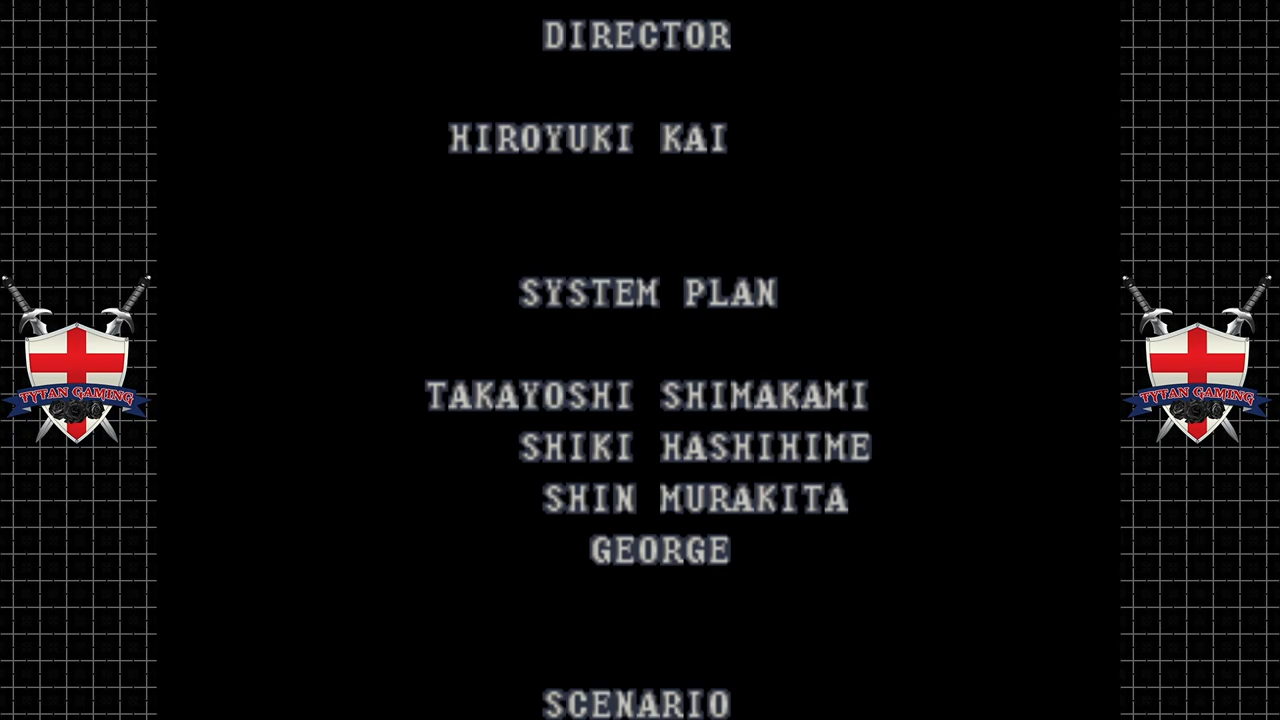 DIRECTOR
HIROYUKI KAI
SYSTEM PLAN
TAKAYOSHI SHIMAKAMI
SHIKI HASHIHIME
SHIN MURAKITA
GEORGE
SCENARIO
TYTAN GAMING
TYTAN GAMING